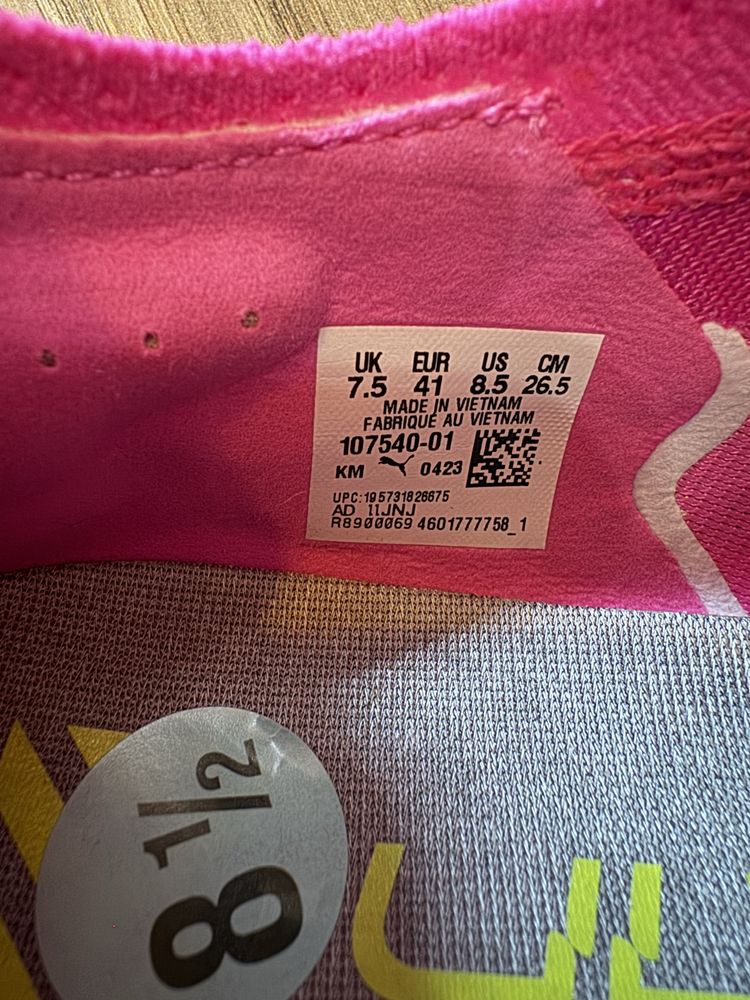 UK EUR US CM
7.5 41 8.5 26.5
MADE IN VIETNAM
FABRIQUÉ AU VIETNAM
107540-01
KM 0423
UPC:195731826675
AD 11JNJ
R8900069 4601777758_1
8 1/2